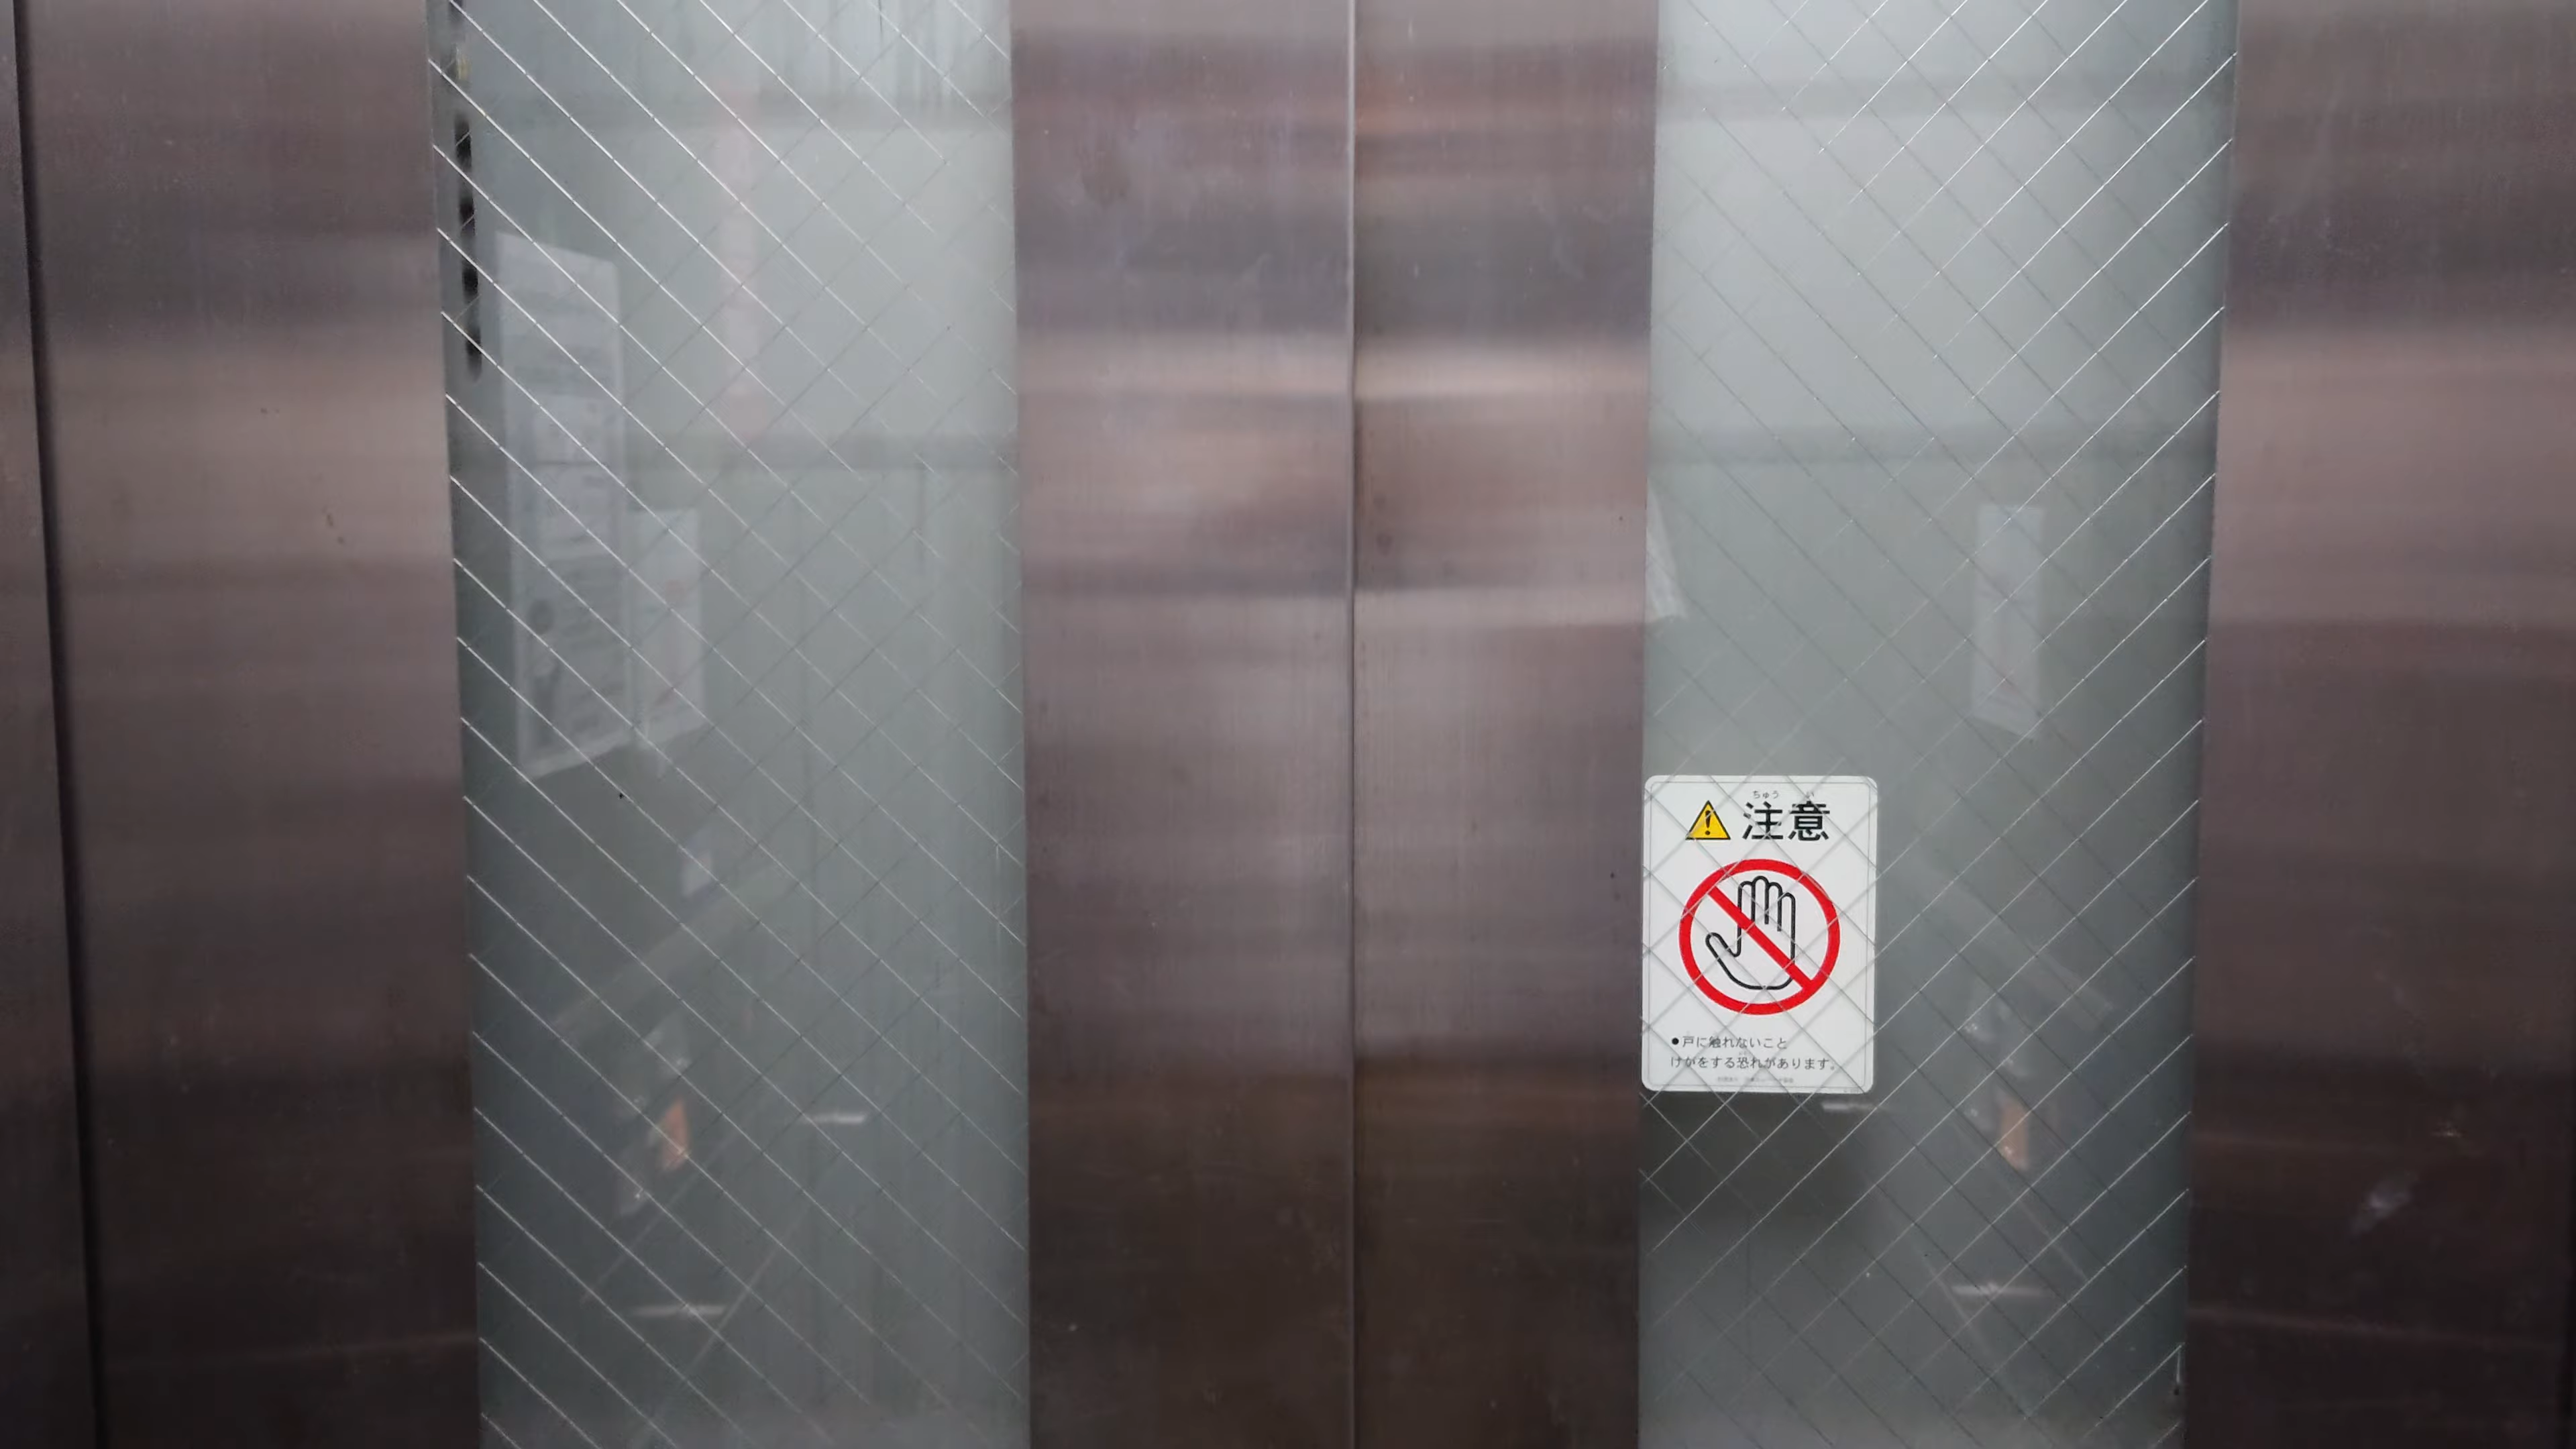 ちゅう い
注意
●戸に触れないこと
けがをする恐れがあります。